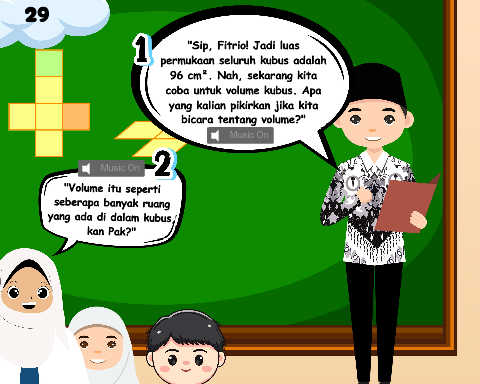 29
1
"Sip, Fitrio! Jadi luas
permukaan seluruh kubus adalah
96 cm². Nah, sekarang kita
coba untuk volume kubus. Apa
yang kalian pikirkan jika kita
bicara tentang volume?"
Music On
Music On
2
"Volume itu seperti
seberapa banyak ruang
yang ada di dalam kubus
kan Pak?"